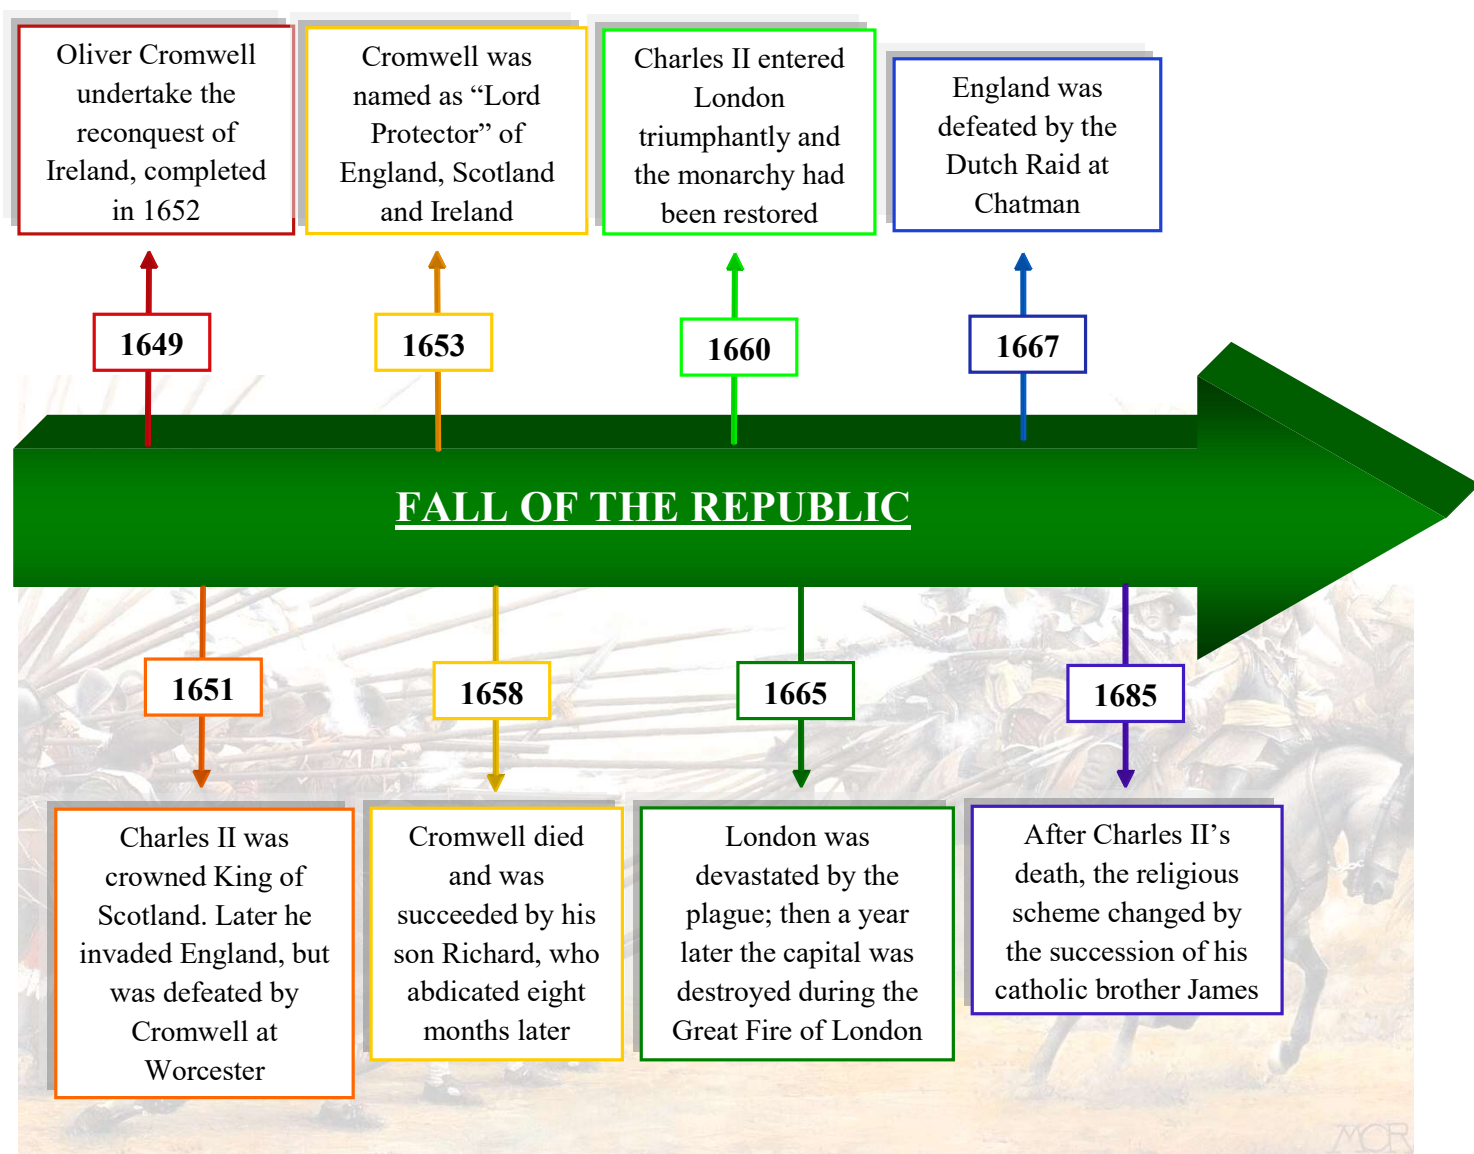 Oliver Cromwell
undertake the
reconquest of
Ireland, completed
in 1652
Cromwell was
named as “Lord
Protector” of
England, Scotland
and Ireland
Charles II entered
London
triumphantly and
the monarchy had
been restored
England was
defeated by the
Dutch Raid at
Chatman
1649
1653
1660
1667
FALL OF THE REPUBLIC
1651
1658
1665
1685
Charles II was
crowned King of
Scotland. Later he
invaded England, but
was defeated by
Cromwell at
Worcester
Cromwell died
and was
succeeded by his
son Richard, who
abdicated eight
months later
London was
devastated by the
plague; then a year
later the capital was
destroyed during the
Great Fire of London
After Charles II’s
death, the religious
scheme changed by
the succession of his
catholic brother James
MCR